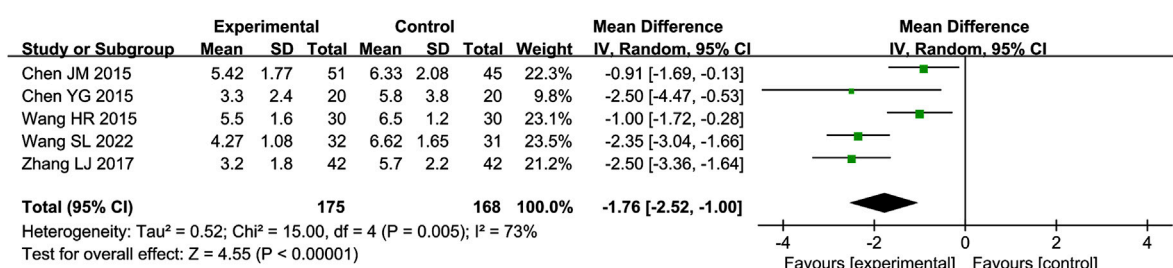 Experimental Control Mean Difference Mean Difference
Study or Subgroup Mean SD Total Mean SD Total Weight IV, Random, 95% CI IV, Random, 95% CI
Chen JM 2015 5.42 1.77 51 6.33 2.08 45 22.3% -0.91 [-1.69, -0.13]
Chen YG 2015 3.3 2.4 20 5.8 3.8 20 9.8% -2.50 [-4.47, -0.53]
Wang HR 2015 5.5 1.6 30 6.5 1.2 30 23.1% -1.00 [-1.72, -0.28]
Wang SL 2022 4.27 1.08 32 6.62 1.65 31 23.5% -2.35 [-3.04, -1.66]
Zhang LJ 2017 3.2 1.8 42 5.7 2.2 42 21.2% -2.50 [-3.36, -1.64]
Total (95% CI) 175 168 100.0% -1.76 [-2.52, -1.00]
Heterogeneity: Tau² = 0.52; Chi² = 15.00, df = 4 (P = 0.005); I² = 73%
Test for overall effect: Z = 4.55 (P < 0.00001)
-4 -2 0 2 4
Favours [experimental] Favours [control]